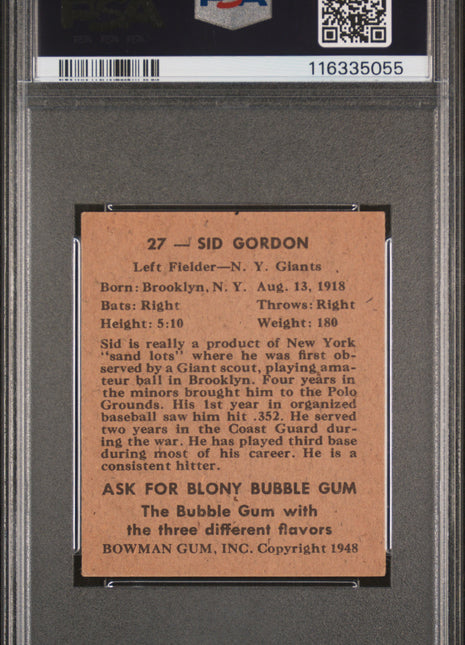 PSA
116335055
27 — SID GORDON
Left Fielder—N. Y. Giants
Born: Brooklyn, N. Y. Aug. 13, 1918
Bats: Right Throws: Right
Height: 5:10 Weight: 180
Sid is really a product of New York
"sand lots" where he was first ob-
served by a Giant scout, playing ama-
teur ball in Brooklyn. Four years in
the minors brought him to the Polo
Grounds. His 1st year in organized
baseball saw him hit .352. He served
two years in the Coast Guard dur-
ing the war. He has played third base
during most of his career. He is a
consistent hitter.
ASK FOR BLONY BUBBLE GUM
The Bubble Gum with
the three different flavors
BOWMAN GUM, INC. Copyright 1948